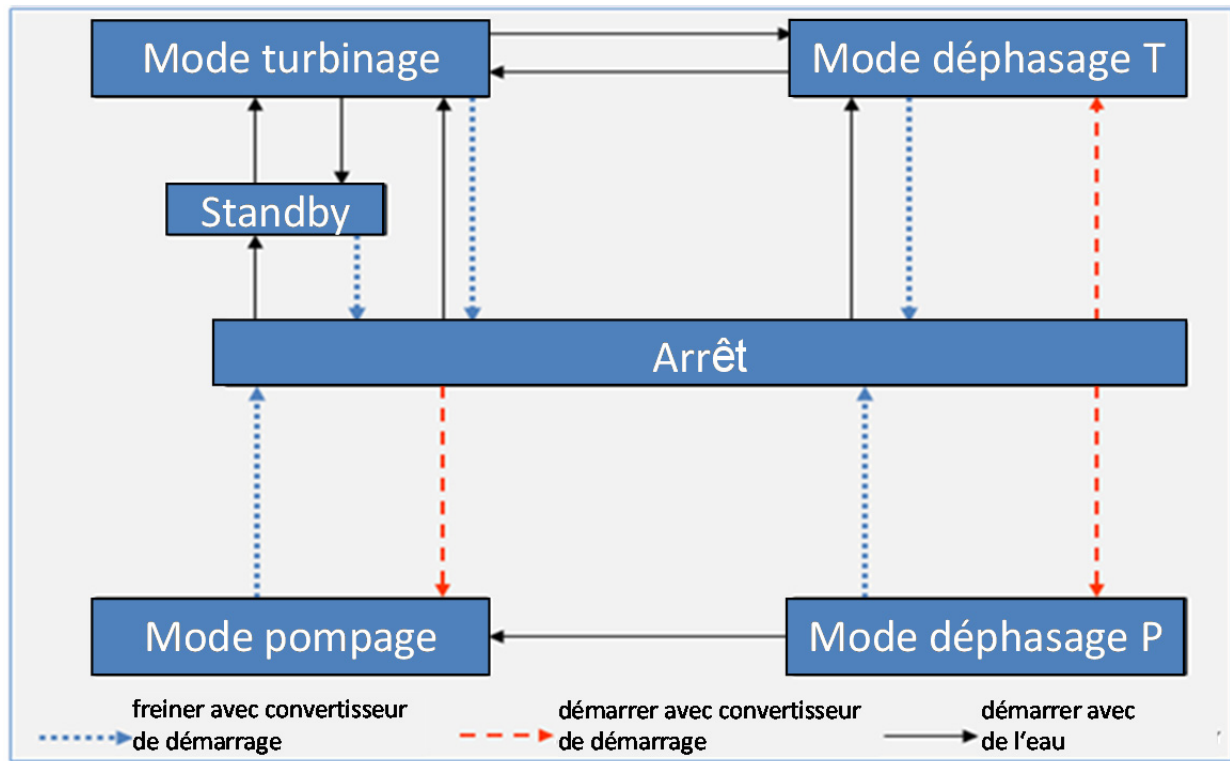 Mode turbinage
Mode déphasage T
Standby
Arrêt
Mode pompage
Mode déphasage P
freiner avec convertisseur
de démarrage
démarrer avec convertisseur
de démarrage
démarrer avec
de l'eau